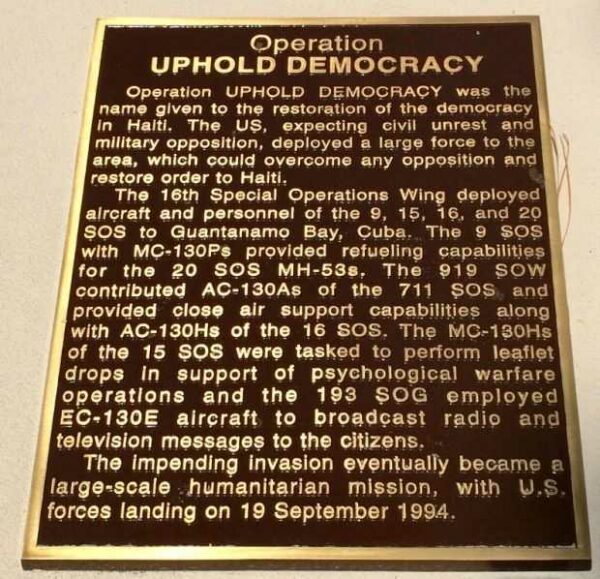 Operation
UPHOLD DEMOCRACY
Operation UPHOLD DEMOCRACY was the
name given to the restoration of the democracy
in Haiti. The US, expecting civil unrest and
military opposition, deployed a large force to the
area, which could overcome any opposition and
restore order to Haiti.
The 16th Special Operations Wing deployed
aircraft and personnel of the 9, 15, 16, and 20
SOS to Guantanamo Bay, Cuba. The 9 SOS
with MC-130Ps provided refueling capabilities
for the 20 SOS MH-53s. The 919 SOW
contributed AC-130As of the 711 SOS and
provided close air support capabilities along
with AC-130Hs of the 16 SOS. The MC-130Hs
of the 15 SOS were tasked to perform leaflet
drops in support of psychological warfare
operations and the 193 SOG employed
EC-130E aircraft to broadcast radio and
television messages to the citizens.
The impending invasion eventually became a
large-scale humanitarian mission, with U.S.
forces landing on 19 September 1994.